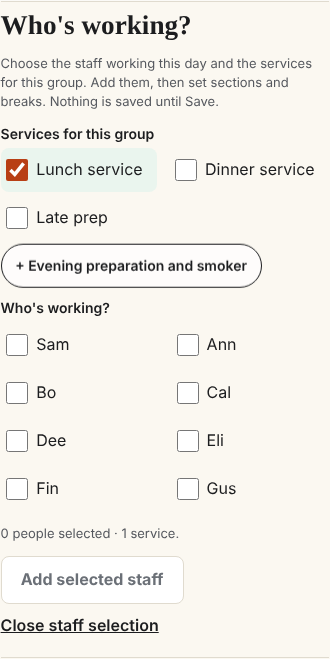 Who's working?
Choose the staff working this day and the services
for this group. Add them, then set sections and
breaks. Nothing is saved until Save.
Services for this group
Lunch service Dinner service
Late prep
+ Evening preparation and smoker
Who's working?
Sam Ann
Bo Cal
Dee Eli
Fin Gus
0 people selected · 1 service.
Add selected staff
Close staff selection